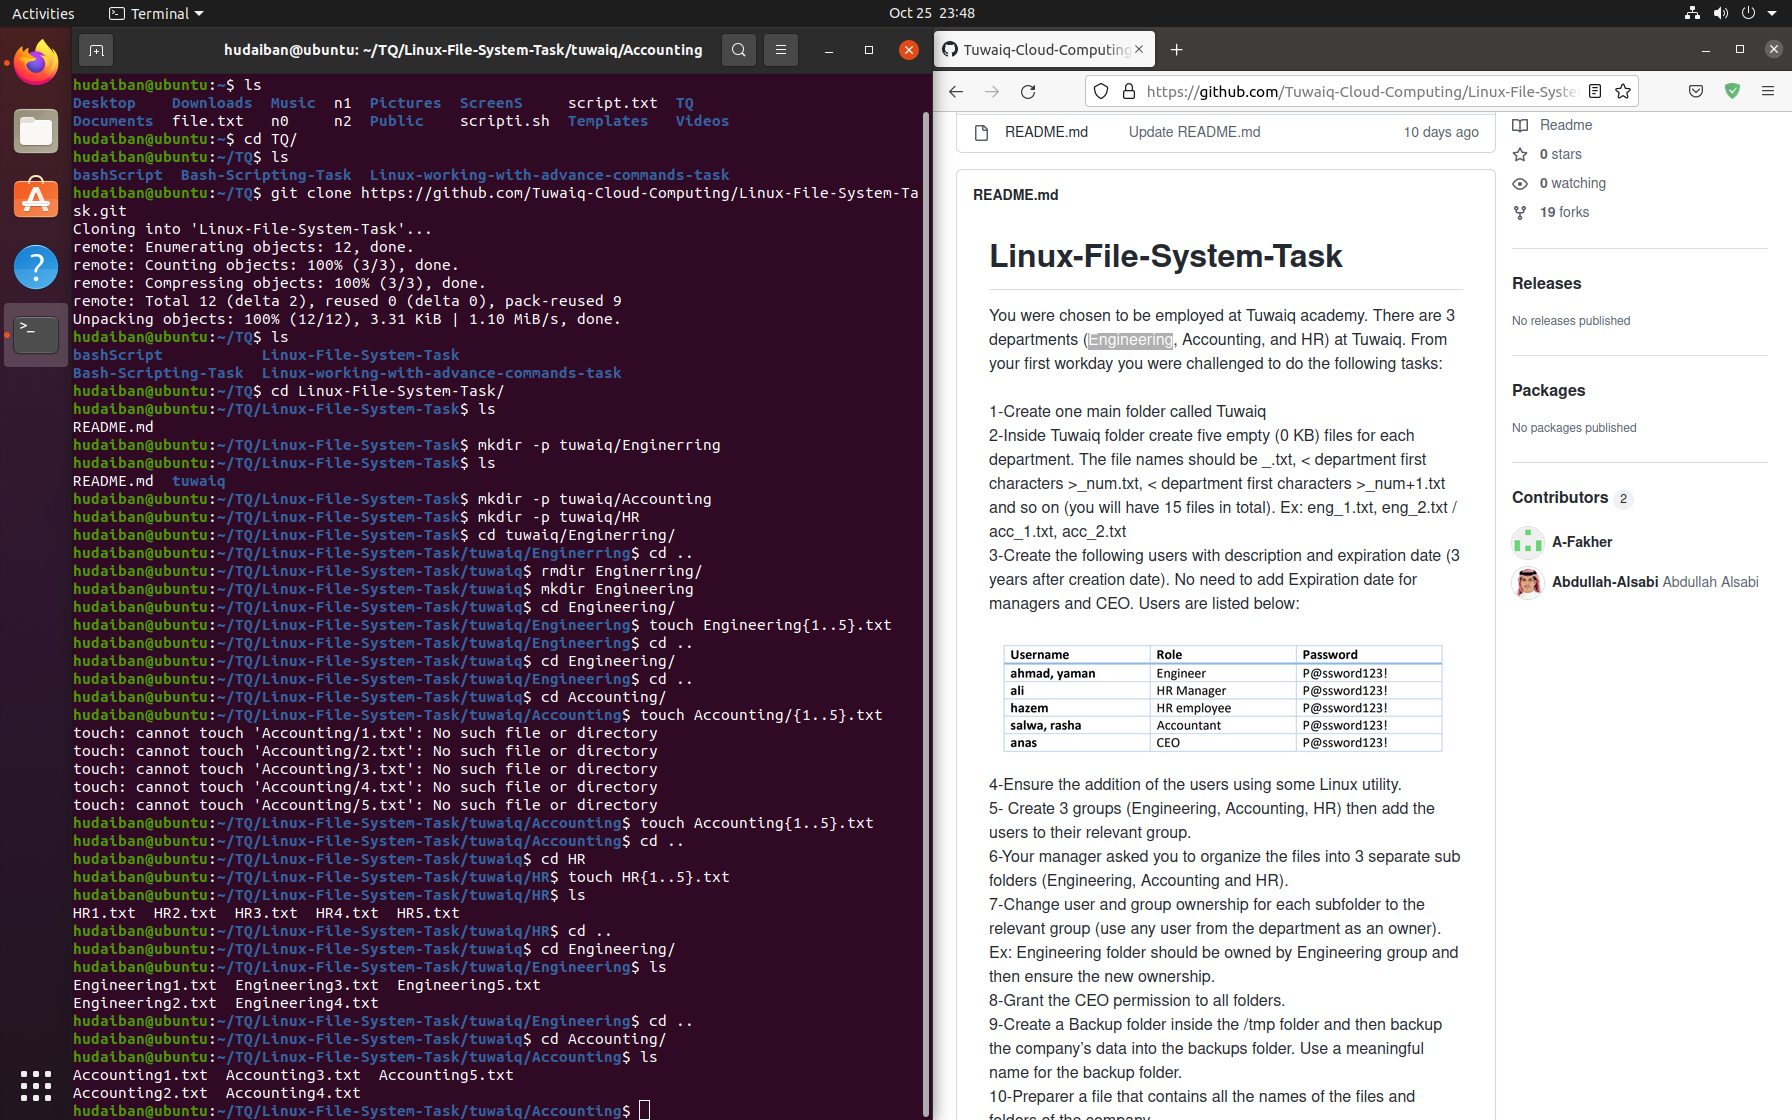 Activities
Terminal
Oct 25 23:48
hudaiban@ubuntu: ~/TQ/Linux-File-System-Task/tuwaiq/Accounting
hudaiban@ubuntu:~$ ls
Desktop Downloads Music n1 Pictures ScreenS script.txt TQ
Documents file.txt n0 n2 Public scripti.sh Templates Videos
hudaiban@ubuntu:~$ cd TQ/
hudaiban@ubuntu:~/TQ$ ls
bashScript Bash-Scripting-Task Linux-working-with-advance-commands-task
hudaiban@ubuntu:~/TQ$ git clone https://github.com/Tuwaiq-Cloud-Computing/Linux-File-System-Ta
sk.git
Cloning into 'Linux-File-System-Task'...
remote: Enumerating objects: 12, done.
remote: Counting objects: 100% (3/3), done.
remote: Compressing objects: 100% (3/3), done.
remote: Total 12 (delta 2), reused 0 (delta 0), pack-reused 9
Unpacking objects: 100% (12/12), 3.31 KiB | 1.10 MiB/s, done.
hudaiban@ubuntu:~/TQ$ ls
bashScript Linux-File-System-Task
Bash-Scripting-Task Linux-working-with-advance-commands-task
hudaiban@ubuntu:~/TQ$ cd Linux-File-System-Task/
hudaiban@ubuntu:~/TQ/Linux-File-System-Task$ ls
README.md
hudaiban@ubuntu:~/TQ/Linux-File-System-Task$ mkdir -p tuwaiq/Enginerring
hudaiban@ubuntu:~/TQ/Linux-File-System-Task$ ls
README.md tuwaiq
hudaiban@ubuntu:~/TQ/Linux-File-System-Task$ mkdir -p tuwaiq/Accounting
hudaiban@ubuntu:~/TQ/Linux-File-System-Task$ mkdir -p tuwaiq/HR
hudaiban@ubuntu:~/TQ/Linux-File-System-Task$ cd tuwaiq/Enginerring/
hudaiban@ubuntu:~/TQ/Linux-File-System-Task/tuwaiq/Enginerring$ cd ..
hudaiban@ubuntu:~/TQ/Linux-File-System-Task/tuwaiq$ rmdir Enginerring/
hudaiban@ubuntu:~/TQ/Linux-File-System-Task/tuwaiq$ mkdir Engineering
hudaiban@ubuntu:~/TQ/Linux-File-System-Task/tuwaiq$ cd Engineering/
hudaiban@ubuntu:~/TQ/Linux-File-System-Task/tuwaiq/Engineering$ touch Engineering{1..5}.txt
hudaiban@ubuntu:~/TQ/Linux-File-System-Task/tuwaiq/Engineering$ cd ..
hudaiban@ubuntu:~/TQ/Linux-File-System-Task/tuwaiq$ cd Engineering/
hudaiban@ubuntu:~/TQ/Linux-File-System-Task/tuwaiq/Engineering$ cd ..
hudaiban@ubuntu:~/TQ/Linux-File-System-Task/tuwaiq$ cd Accounting/
hudaiban@ubuntu:~/TQ/Linux-File-System-Task/tuwaiq/Accounting$ touch Accounting/{1..5}.txt
touch: cannot touch 'Accounting/1.txt': No such file or directory
touch: cannot touch 'Accounting/2.txt': No such file or directory
touch: cannot touch 'Accounting/3.txt': No such file or directory
touch: cannot touch 'Accounting/4.txt': No such file or directory
touch: cannot touch 'Accounting/5.txt': No such file or directory
hudaiban@ubuntu:~/TQ/Linux-File-System-Task/tuwaiq/Accounting$ touch Accounting{1..5}.txt
hudaiban@ubuntu:~/TQ/Linux-File-System-Task/tuwaiq/Accounting$ cd ..
hudaiban@ubuntu:~/TQ/Linux-File-System-Task/tuwaiq$ cd HR
hudaiban@ubuntu:~/TQ/Linux-File-System-Task/tuwaiq/HR$ touch HR{1..5}.txt
hudaiban@ubuntu:~/TQ/Linux-File-System-Task/tuwaiq/HR$ ls
HR1.txt HR2.txt HR3.txt HR4.txt HR5.txt
hudaiban@ubuntu:~/TQ/Linux-File-System-Task/tuwaiq/HR$ cd ..
hudaiban@ubuntu:~/TQ/Linux-File-System-Task/tuwaiq$ cd Engineering/
hudaiban@ubuntu:~/TQ/Linux-File-System-Task/tuwaiq/Engineering$ ls
Engineering1.txt Engineering3.txt Engineering5.txt
Engineering2.txt Engineering4.txt
hudaiban@ubuntu:~/TQ/Linux-File-System-Task/tuwaiq/Engineering$ cd ..
hudaiban@ubuntu:~/TQ/Linux-File-System-Task/tuwaiq$ cd Accounting/
hudaiban@ubuntu:~/TQ/Linux-File-System-Task/tuwaiq/Accounting$ ls
Accounting1.txt Accounting3.txt Accounting5.txt
Accounting2.txt Accounting4.txt
hudaiban@ubuntu:~/TQ/Linux-File-System-Task/tuwaiq/Accounting$
Tuwaiq-Cloud-Computing
https://github.com/Tuwaiq-Cloud-Computing/Linux-File-Syste
README.md Update README.md 10 days ago
README.md
Linux-File-System-Task
You were chosen to be employed at Tuwaiq academy. There are 3
departments (Engineering, Accounting, and HR) at Tuwaiq. From
your first workday you were challenged to do the following tasks:
1-Create one main folder called Tuwaiq
2-Inside Tuwaiq folder create five empty (0 KB) files for each
department. The file names should be _.txt, < department first
characters >_num.txt, < department first characters >_num+1.txt
and so on (you will have 15 files in total). Ex: eng_1.txt, eng_2.txt /
acc_1.txt, acc_2.txt
3-Create the following users with description and expiration date (3
years after creation date). No need to add Expiration date for
managers and CEO. Users are listed below:
Username Role Password
ahmad, yaman Engineer P@ssword123!
ali HR Manager P@ssword123!
hazem HR employee P@ssword123!
salwa, rasha Accountant P@ssword123!
anas CEO P@ssword123!
4-Ensure the addition of the users using some Linux utility.
5- Create 3 groups (Engineering, Accounting, HR) then add the
users to their relevant group.
6-Your manager asked you to organize the files into 3 separate sub
folders (Engineering, Accounting and HR).
7-Change user and group ownership for each subfolder to the
relevant group (use any user from the department as an owner).
Ex: Engineering folder should be owned by Engineering group and
then ensure the new ownership.
8-Grant the CEO permission to all folders.
9-Create a Backup folder inside the /tmp folder and then backup
the company's data into the backups folder. Use a meaningful
name for the backup folder.
10-Preparer a file that contains all the names of the files and
folders of the company
Readme
0 stars
0 watching
19 forks
Releases
No releases published
Packages
No packages published
Contributors 2
A-Fakher
Abdullah-Alsabi Abdullah Alsabi